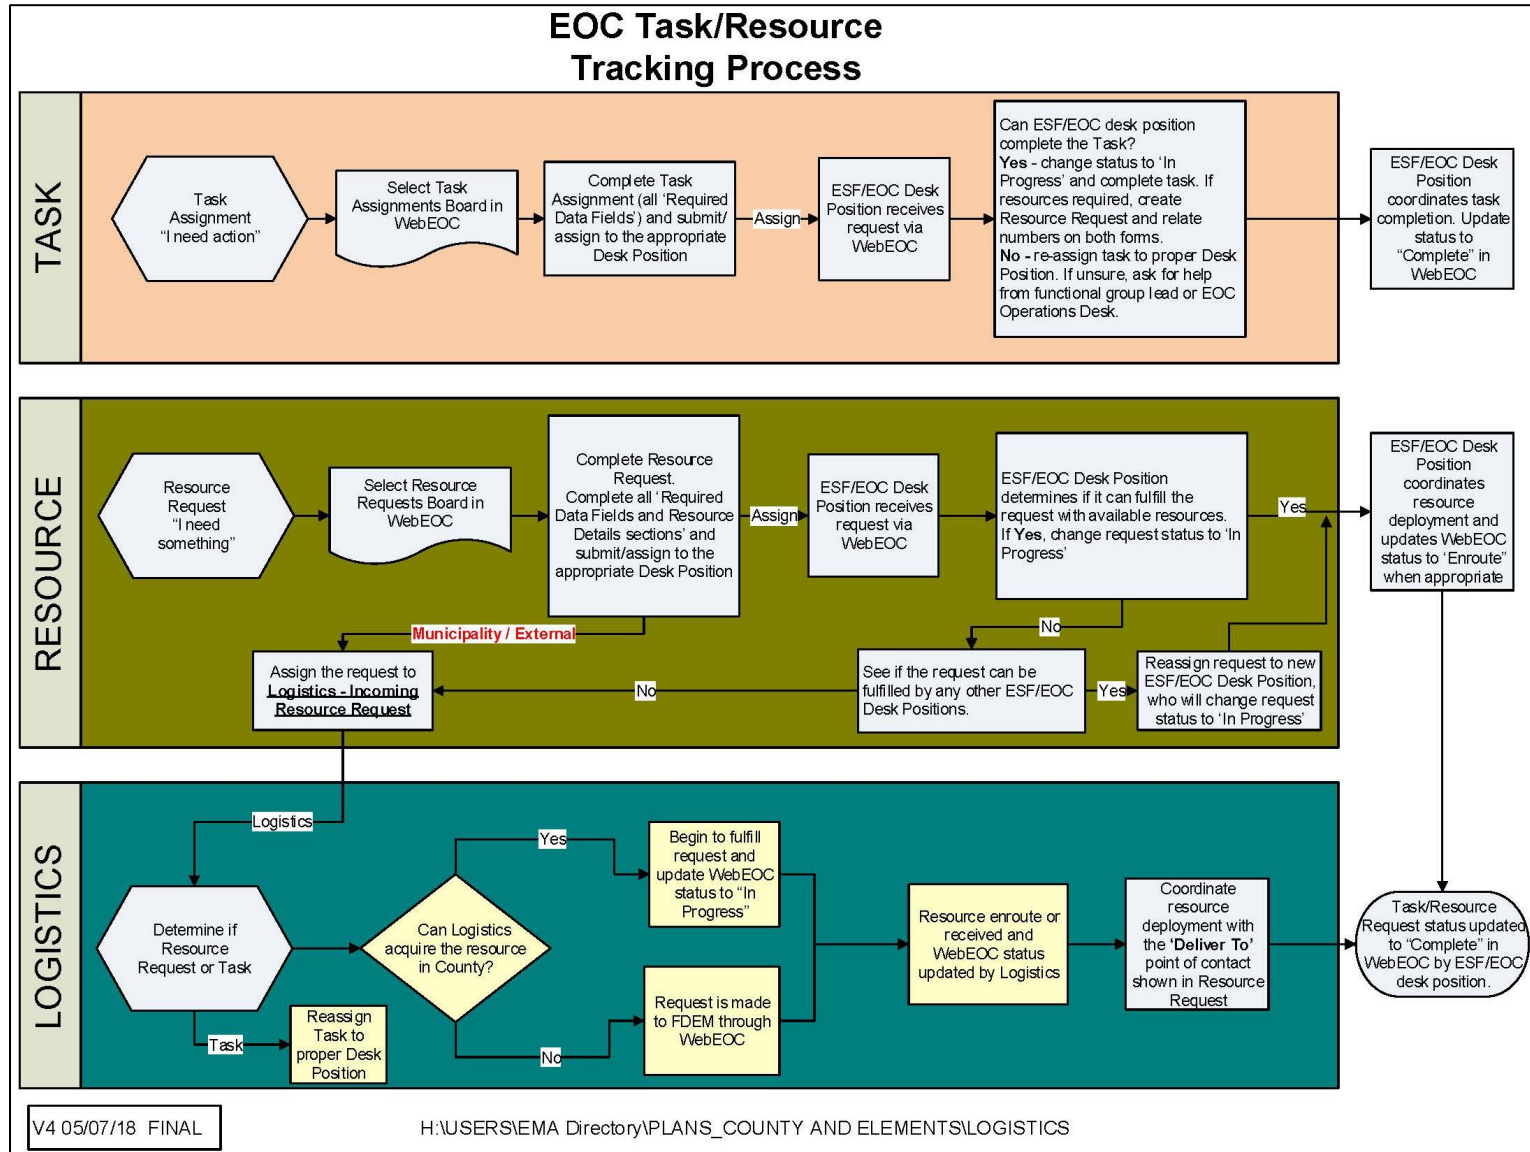 EOC Task/Resource
Tracking Process
TASK
Task
Assignment
“I need action”
Select Task
Assignments Board in
WebEOC
Complete Task
Assignment (all ‘Required
Data Fields’) and submit/
assign to the appropriate
Desk Position
Assign
ESF/EOC Desk
Position receives
request via
WebEOC
Can ESF/EOC desk position
complete the Task?
Yes - change status to ‘In
Progress’ and complete task. If
resources required, create
Resource Request and relate
numbers on both forms.
No - re-assign task to proper Desk
Position. If unsure, ask for help
from functional group lead or EOC
Operations Desk.
ESF/EOC Desk
Position
coordinates task
completion. Update
status to
“Complete” in
WebEOC
RESOURCE
Resource
Request
“I need
something”
Select Resource
Requests Board in
WebEOC
Complete Resource
Request.
Complete all ‘Required
Data Fields and Resource
Details sections’ and
submit/assign to the
appropriate Desk Position
Assign
ESF/EOC Desk
Position receives
request via
WebEOC
ESF/EOC Desk Position
determines if it can fulfill the
request with available resources.
If Yes, change request status to ‘In
Progress’
Yes
ESF/EOC Desk
Position
coordinates
resource
deployment and
updates WebEOC
status to ‘Enroute”
when appropriate
Municipality / External
No
Assign the request to
Logistics - Incoming
Resource Request
No
See if the request can be
fulfilled by any other ESF/EOC
Desk Positions.
Yes
Reassign request to new
ESF/EOC Desk Position,
who will change request
status to ‘In Progress’
LOGISTICS
Logistics
Determine if
Resource
Request or Task
Task
Reassign
Task to
proper Desk
Position
Can Logistics
acquire the resource
in County?
Yes
Begin to fulfill
request and
update WebEOC
status to “In
Progress”
No
Request is made
to FDEM through
WebEOC
Resource enroute or
received and
WebEOC status
updated by Logistics
Coordinate
resource
deployment with
the ‘Deliver To’
point of contact
shown in Resource
Request
Task/Resource
Request status updated
to “Complete” in
WebEOC by ESF/EOC
desk position.
V4 05/07/18 FINAL
H:\USERS\EMA Directory\PLANS_COUNTY AND ELEMENTS\LOGISTICS